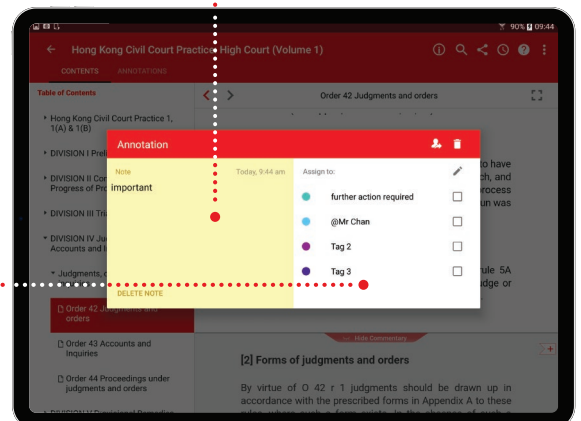 90% 09:44
Hong Kong Civil Court Practice: High Court (Volume 1)
CONTENTS ANNOTATIONS
Table of Contents
Order 42 Judgments and orders
Hong Kong Civil Court Practice 1,
1(A) & 1(B)
DIVISION I
DIVISION II
Progress of
DIVISION III
DIVISION IV
Accounts and
Judgments,
Order 42 Judgments and
orders
Order 43 Accounts and
Inquiries
Order 44 Proceedings under
judgments and orders
Annotation
Note Today, 9:44 am
important
DELETE NOTE
Assign to:
further action required
@Mr Chan
Tag 2
Tag 3
to have
ch, and
process
un was
rule 5A
udge or
Hide Commentary
[2] Forms of judgments and orders
By virtue of O 42 r 1 judgments should be drawn up in
accordance with the prescribed forms in Appendix A to these